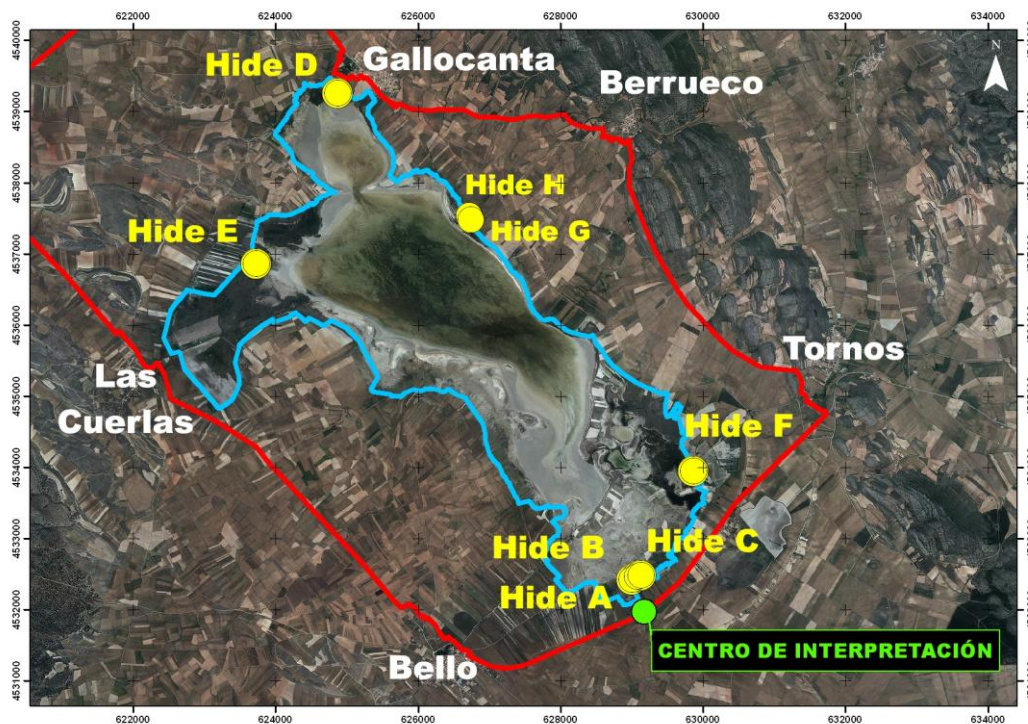 622000 624000 626000 628000 630000 632000 634000
4540000
4539000
4538000
4537000
4536000
4535000
4534000
4533000
4532000
4531000
N
Gallocanta
Hide D
Berrueco
Hide H
Hide G
Hide E
Tornos
Las
Cuerlas
Hide F
Hide B
Hide C
Hide A
CENTRO DE INTERPRETACIÓN
Bello
622000 624000 626000 628000 630000 632000 634000